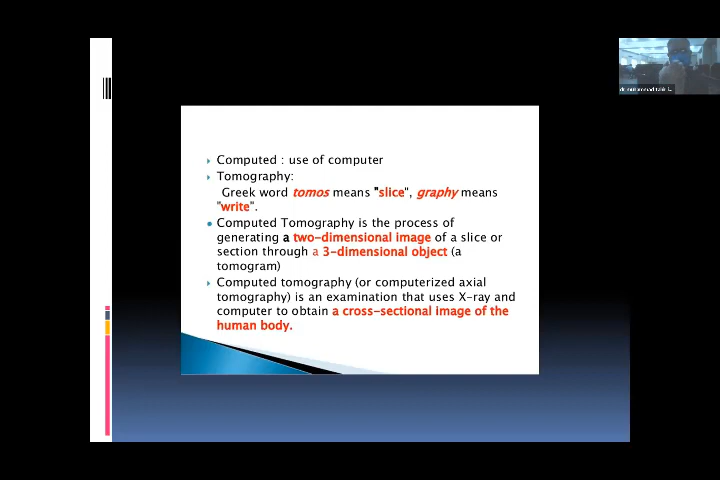 Computed : use of computer
Tomography:
Greek word tomos means "slice", graphy means
"write".
Computed Tomography is the process of
generating a two-dimensional image of a slice or
section through a 3-dimensional object (a
tomogram)
Computed tomography (or computerized axial
tomography) is an examination that uses X-ray and
computer to obtain a cross-sectional image of the
human body.